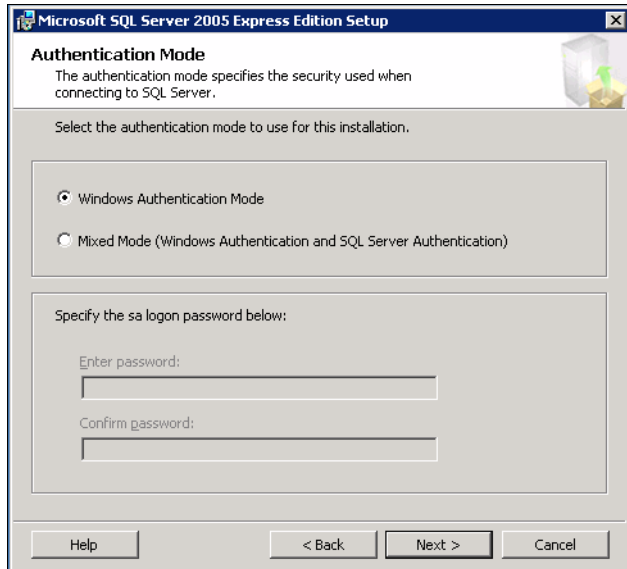 Microsoft SQL Server 2005 Express Edition Setup
Authentication Mode
The authentication mode specifies the security used when
connecting to SQL Server.
Select the authentication mode to use for this installation.
Windows Authentication Mode
Mixed Mode (Windows Authentication and SQL Server Authentication)
Specify the sa logon password below:
Enter password:
Confirm password:
Help
< Back
Next >
Cancel